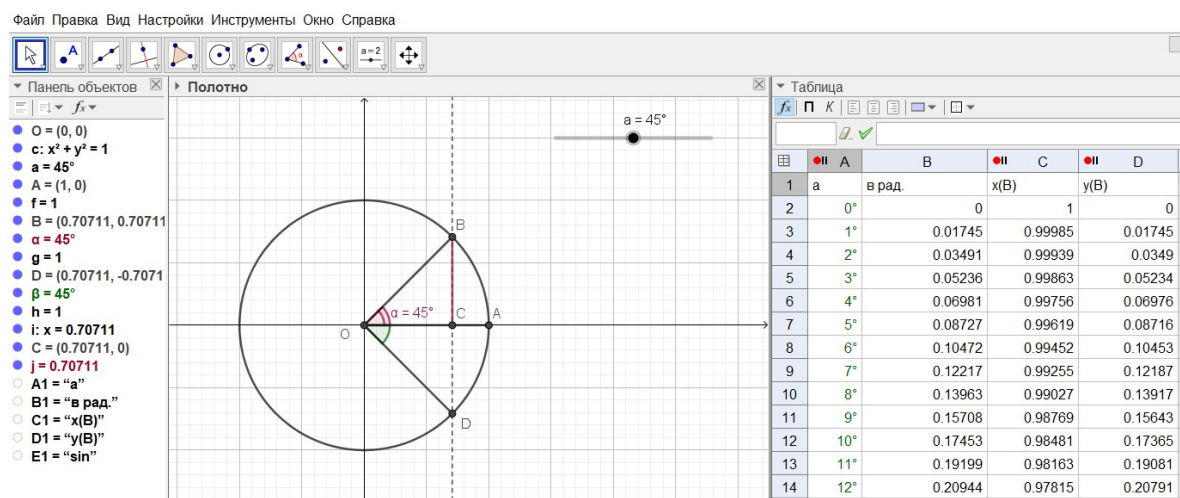 Файл Правка Вид Настройки Инструменты Окно Справка
A
a=2
Панель объектов
Полотно
Таблица
fx
fx П К
O = (0, 0)
c: x² + y² = 1
a = 45°
A = (1, 0)
f = 1
B = (0.70711, 0.70711
α = 45°
g = 1
D = (0.70711, -0.7071
β = 45°
h = 1
i: x = 0.70711
C = (0.70711, 0)
j = 0.70711
A1 = “a”
B1 = “в рад.”
C1 = “x(B)”
D1 = “y(B)”
E1 = “sin”
a = 45°
B
α = 45°
C
A
O
D
A B C D
1 a в рад. x(B) y(B)
2 0° 0 1 0
3 1° 0.01745 0.99985 0.01745
4 2° 0.03491 0.99939 0.0349
5 3° 0.05236 0.99863 0.05234
6 4° 0.06981 0.99756 0.06976
7 5° 0.08727 0.99619 0.08716
8 6° 0.10472 0.99452 0.10453
9 7° 0.12217 0.99255 0.12187
10 8° 0.13963 0.99027 0.13917
11 9° 0.15708 0.98769 0.15643
12 10° 0.17453 0.98481 0.17365
13 11° 0.19199 0.98163 0.19081
14 12° 0.20944 0.97815 0.20791